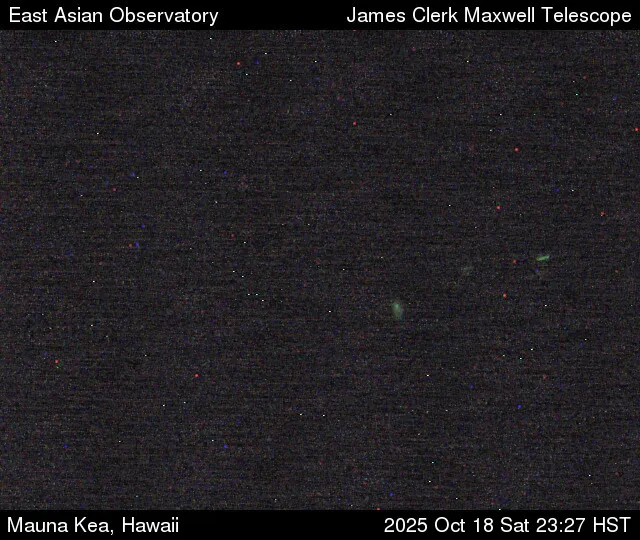 East Asian Observatory
James Clerk Maxwell Telescope
Mauna Kea, Hawaii
2025 Oct 18 Sat 23:27 HST